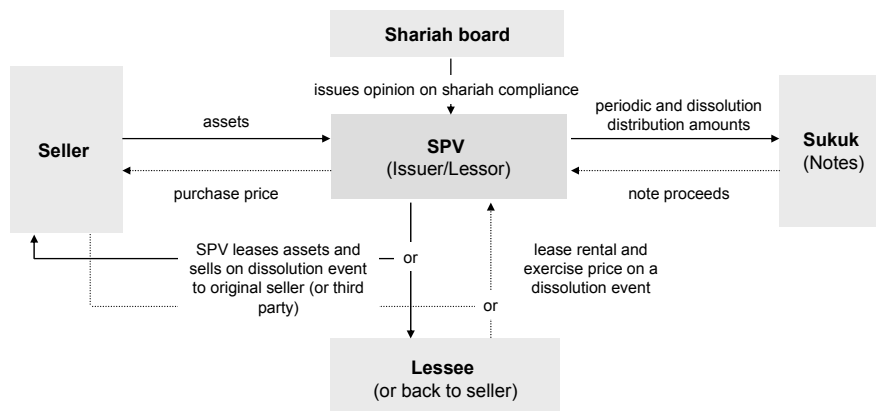 Shariah board
issues opinion on shariah compliance
Seller
assets
purchase price
SPV
(Issuer/Lessor)
periodic and dissolution
distribution amounts
note proceeds
Sukuk
(Notes)
SPV leases assets and
sells on dissolution event
to original seller (or third
party)
or
lease rental and
exercise price on a
dissolution event
or
Lessee
(or back to seller)